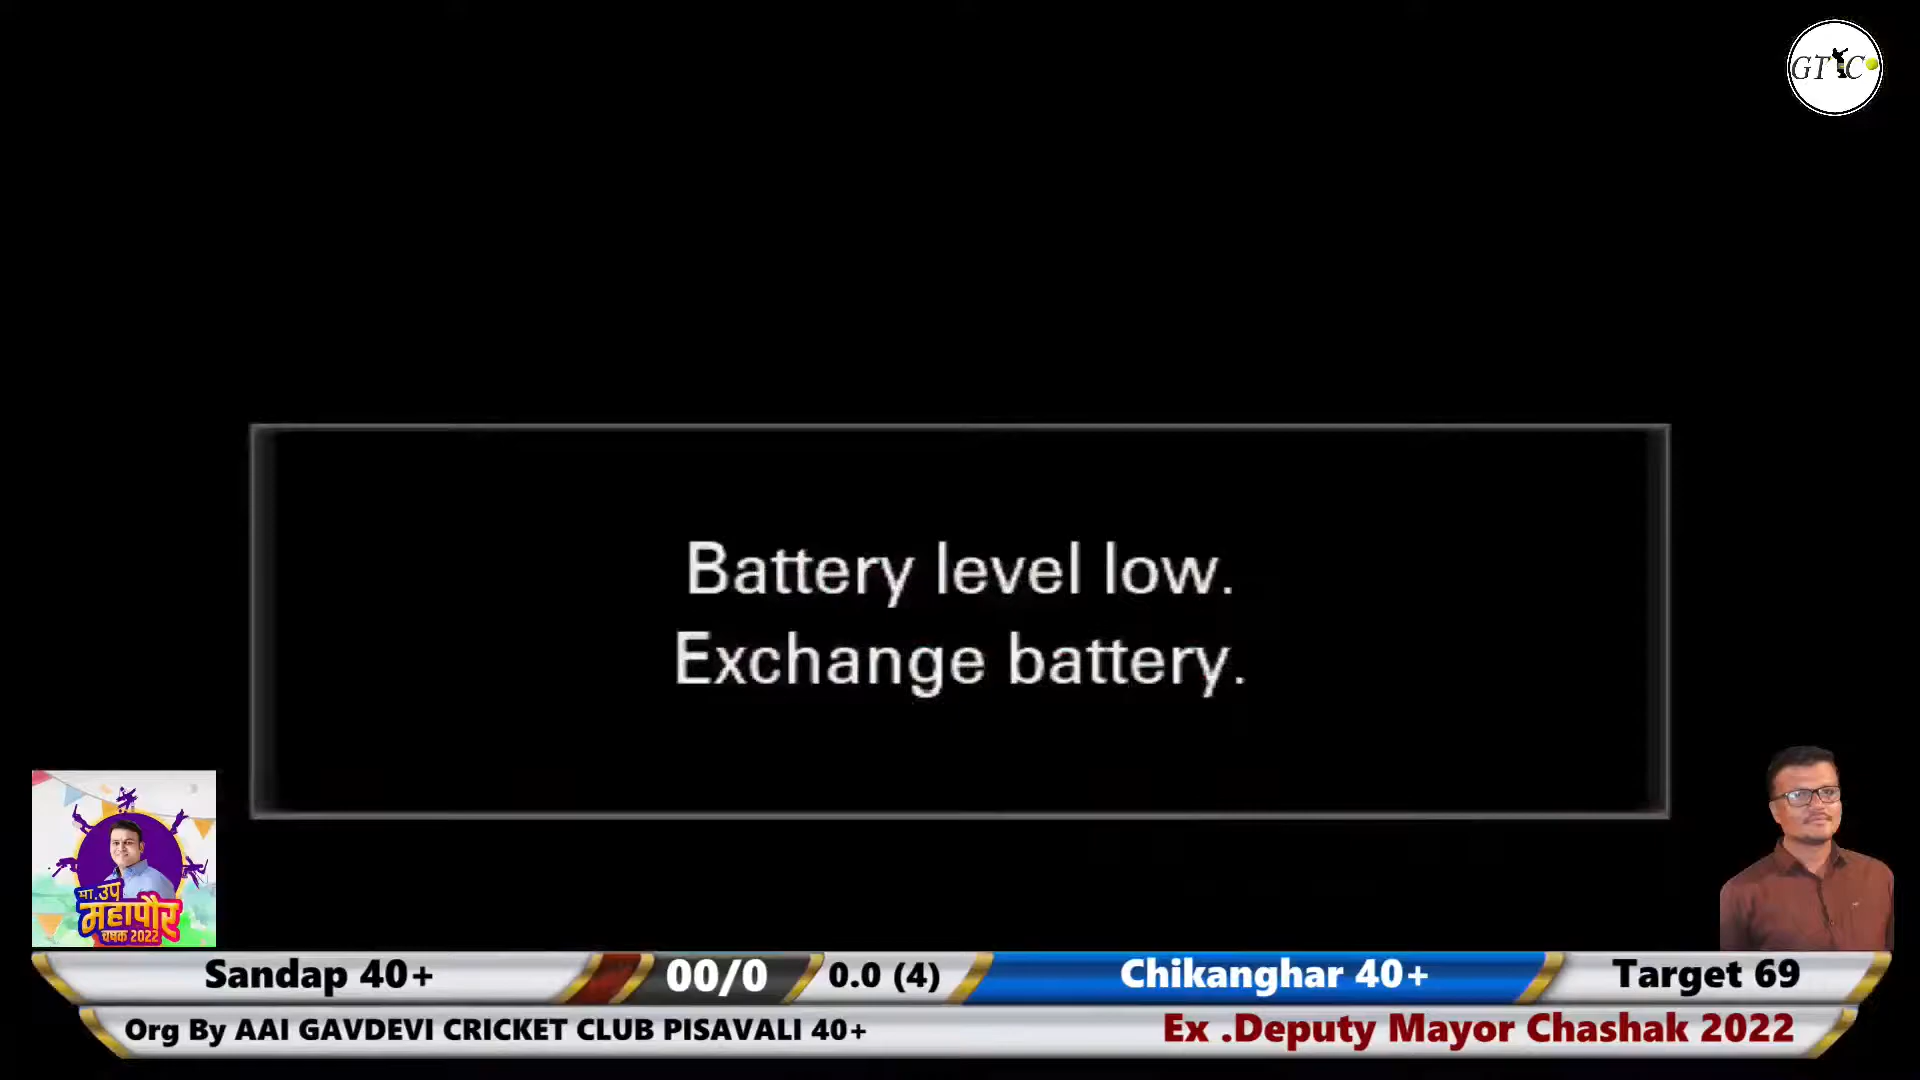 GTC
Battery level low.
Exchange battery.
मा.उप
महापौर
चषक 2022
Sandap 40+ 00/0 0.0 (4) Chikanghar 40+ Target 69
Org By AAI GAVDEVI CRICKET CLUB PISAVALI 40+ Ex .Deputy Mayor Chashak 2022